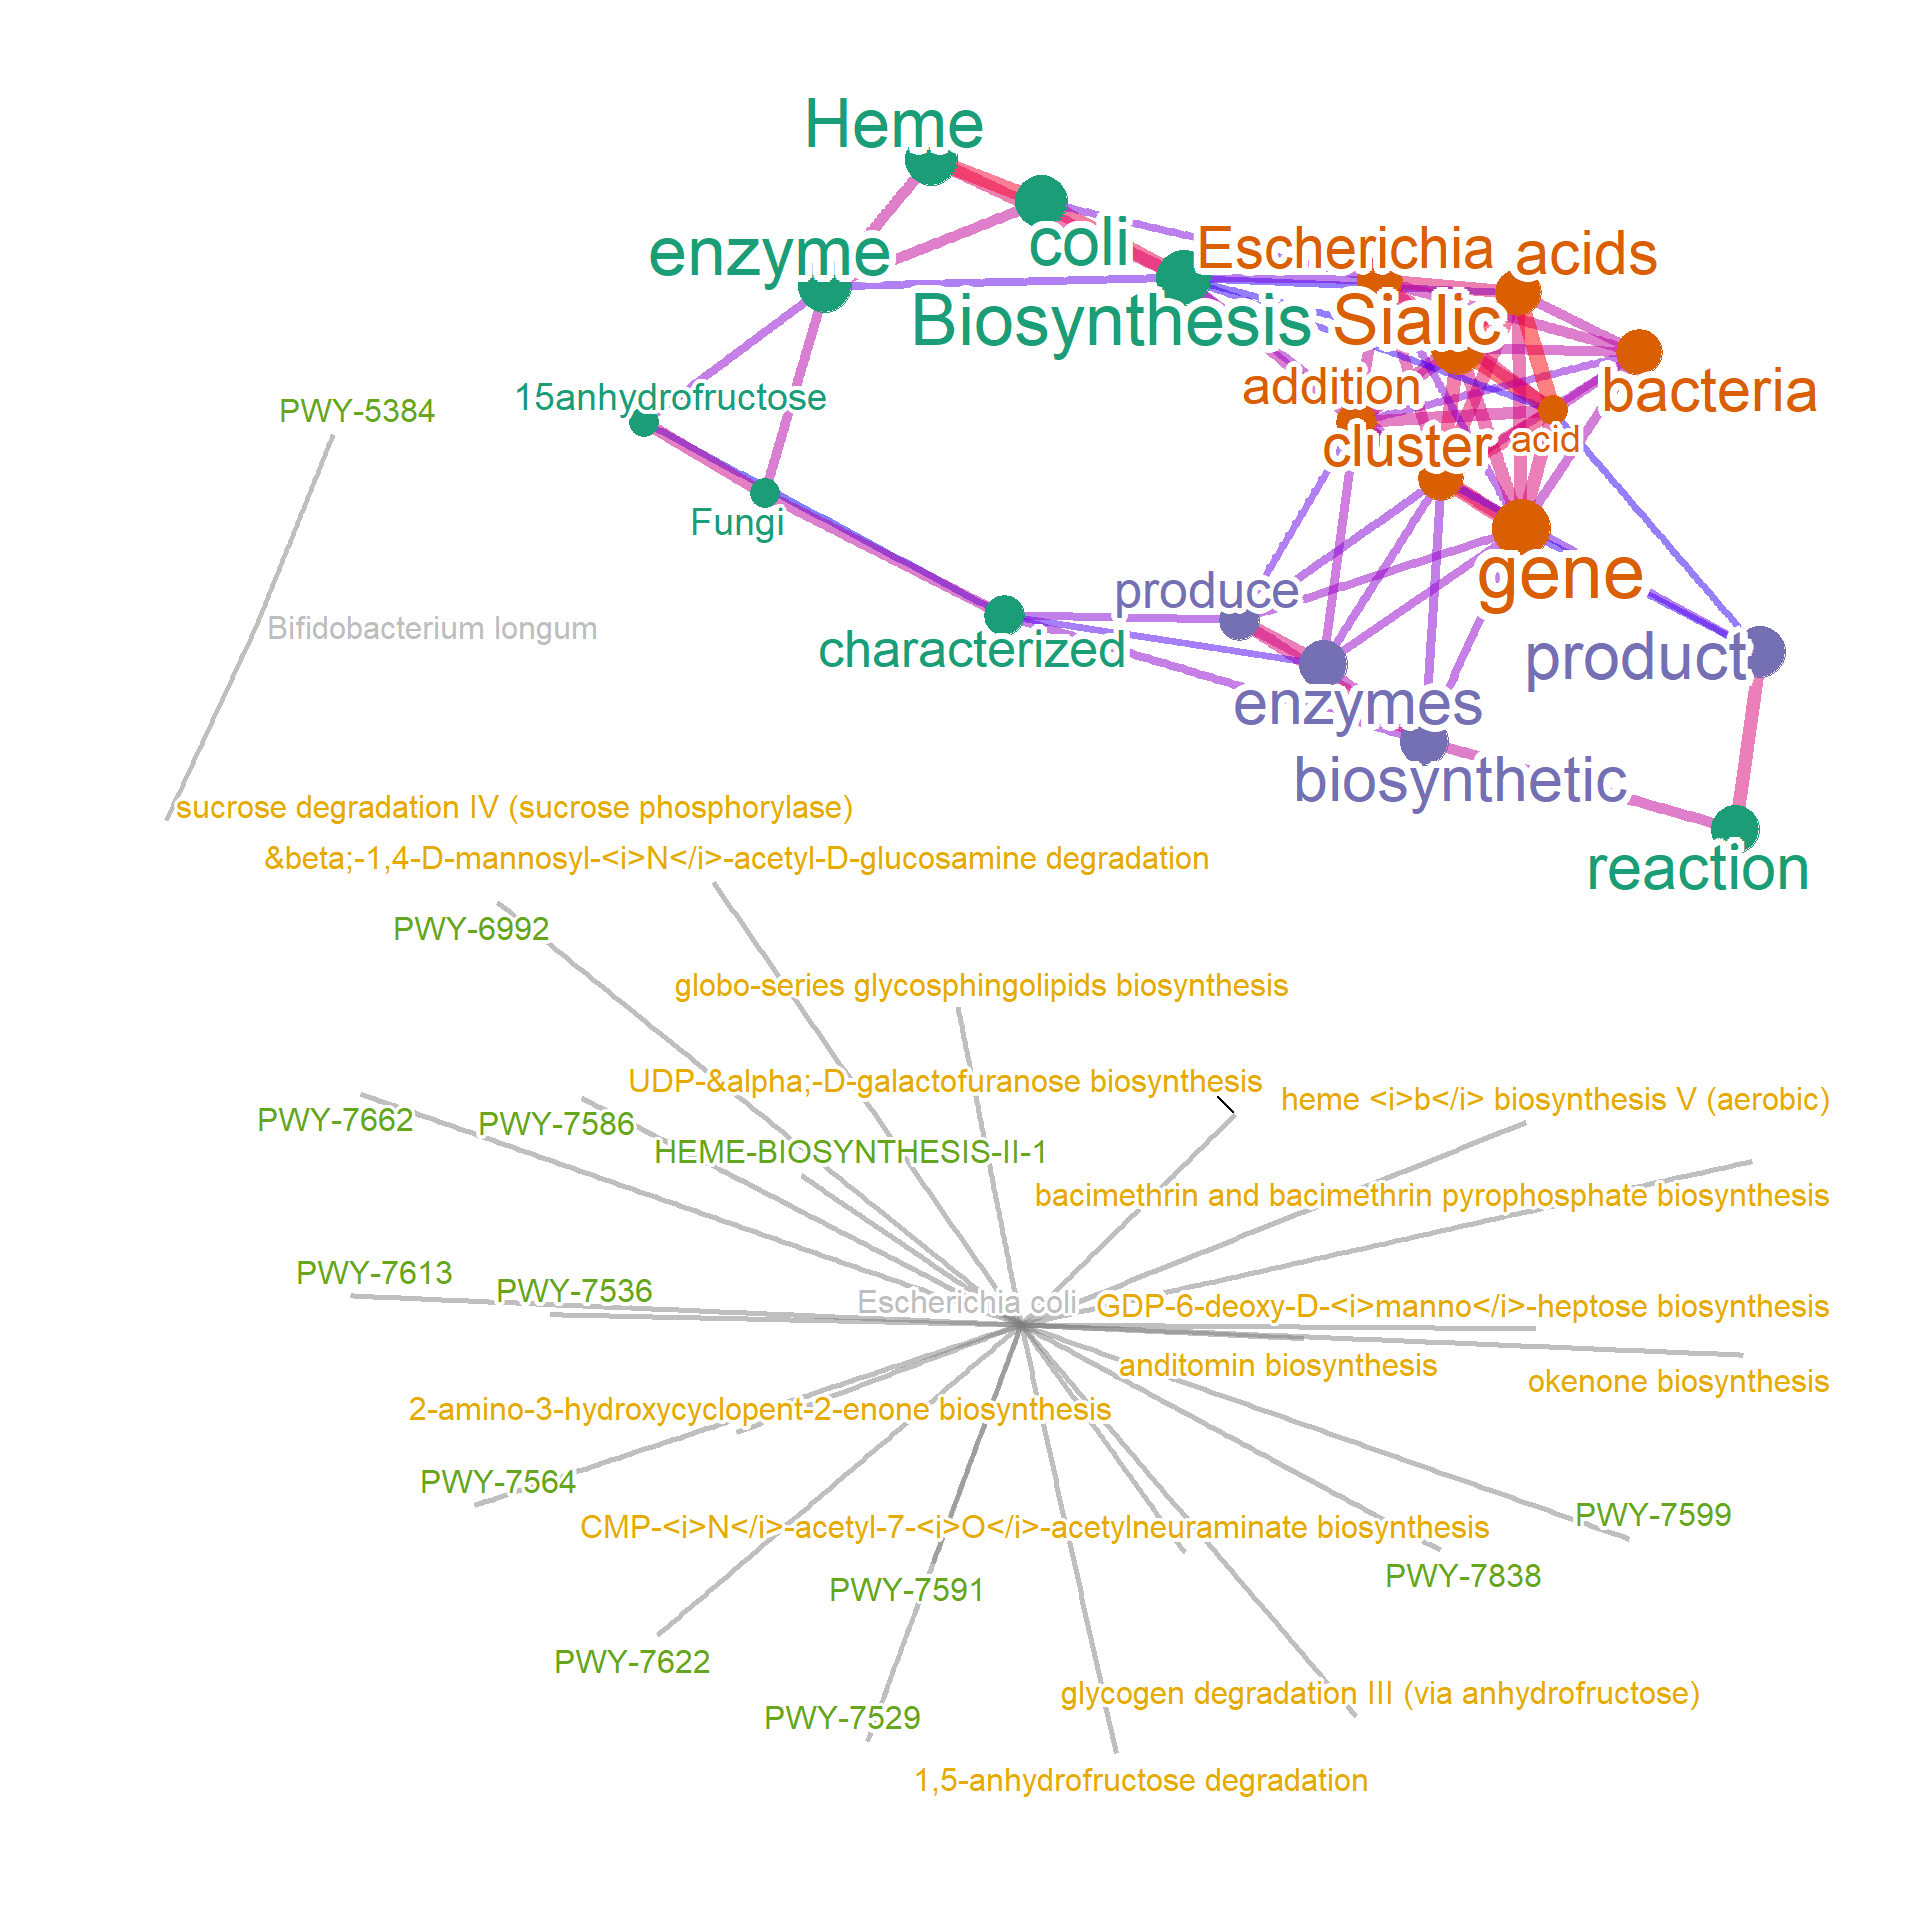 Heme
enzyme
coli
Escherichia
acids
Biosynthesis
Sialic
addition
bacteria
15anhydrofructose
PWY-5384
cluster
acid
Fungi
gene
produce
Bifidobacterium longum
characterized
product
enzymes
biosynthetic
sucrose degradation IV (sucrose phosphorylase)
reaction
&beta;-1,4-D-mannosyl-<i>N</i>-acetyl-D-glucosamine degradation
PWY-6992
globo-series glycosphingolipids biosynthesis
UDP-&alpha;-D-galactofuranose biosynthesis
heme <i>b</i> biosynthesis V (aerobic)
PWY-7662
PWY-7586
HEME-BIOSYNTHESIS-II-1
bacimethrin and bacimethrin pyrophosphate biosynthesis
PWY-7613
PWY-7536
Escherichia coli
GDP-6-deoxy-D-<i>manno</i>-heptose biosynthesis
anditomin biosynthesis
okenone biosynthesis
2-amino-3-hydroxycyclopent-2-enone biosynthesis
PWY-7564
PWY-7599
CMP-<i>N</i>-acetyl-7-<i>O</i>-acetylneuraminate biosynthesis
PWY-7838
PWY-7591
PWY-7622
glycogen degradation III (via anhydrofructose)
PWY-7529
1,5-anhydrofructose degradation